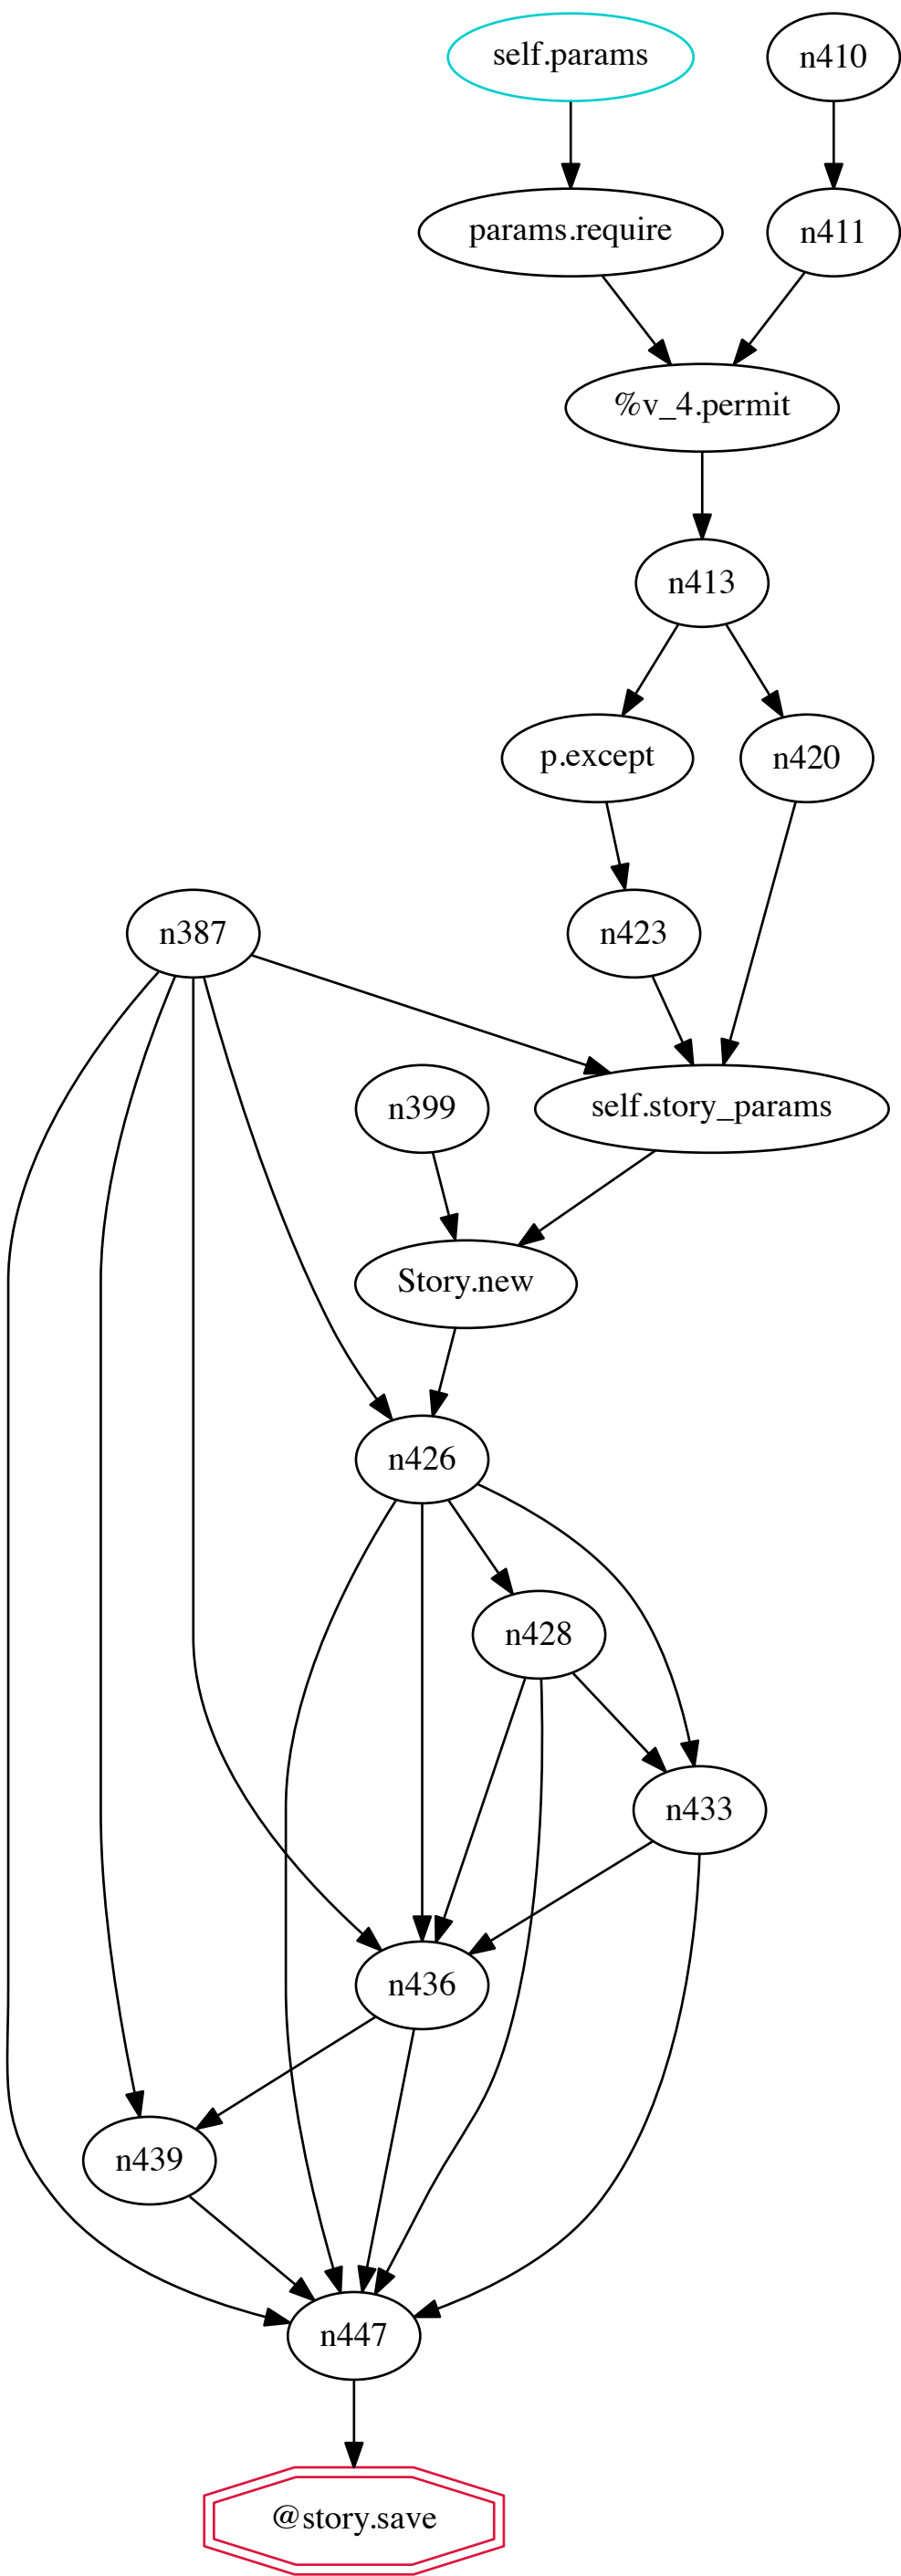 self.params
n410
params.require
n411
%v_4.permit
n413
p.except
n420
n387
n423
n399
self.story_params
Story.new
n426
n428
n433
n436
n439
n447
@story.save